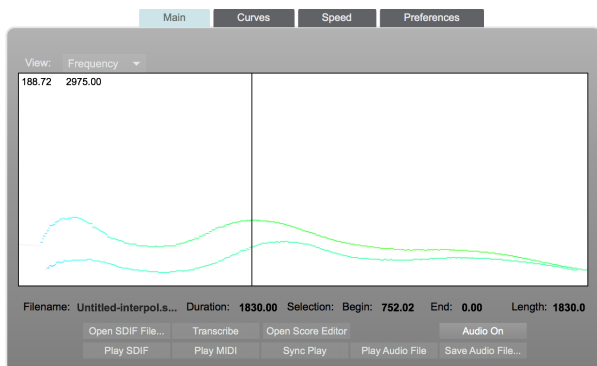 Main Curves Speed Preferences
View: Frequency
188.72 2975.00
Filename: Untitled-interpol.s... Duration: 1830.00 Selection: Begin: 752.02 End: 0.00 Length: 1830.0
Open SDIF File... Transcribe Open Score Editor Audio On
Play SDIF Play MIDI Sync Play Play Audio File Save Audio File...